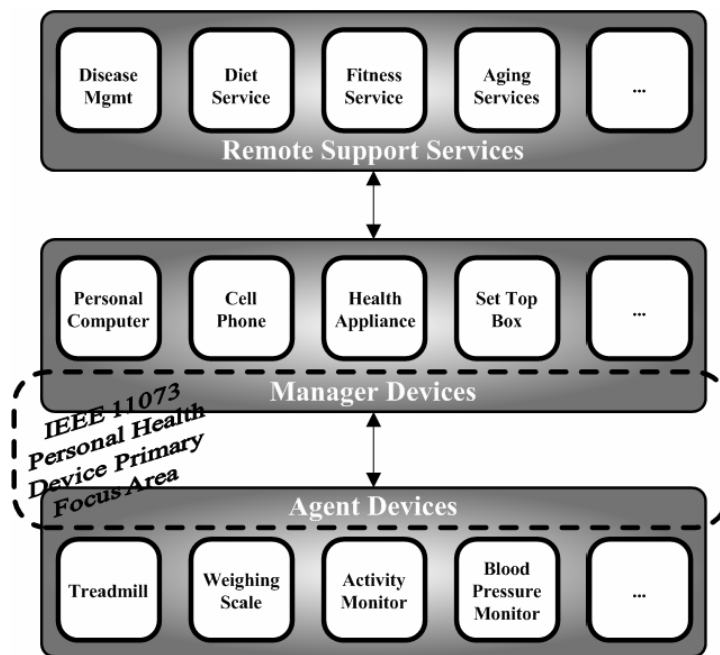 Disease
Mgmt
Diet
Service
Fitness
Service
Aging
Services
...
Remote Support Services
Personal
Computer
Cell
Phone
Health
Appliance
Set Top
Box
...
Manager Devices
IEEE 11073
Personal Health
Device Primary
Focus Area
Agent Devices
Treadmill
Weighing
Scale
Activity
Monitor
Blood
Pressure
Monitor
...